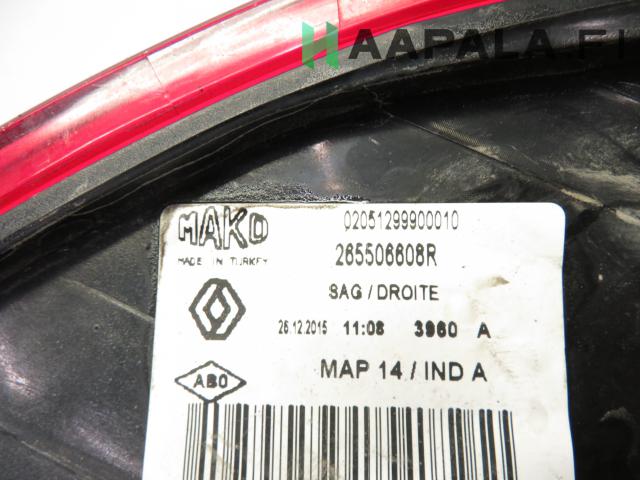 HAAPALA.FI
MAKO 02051299900010
MADE IN TURKEY 265506608R
SAG / DROITE
26.12.2015 11:08 3960 A
MAP 14 / IND A
ABO